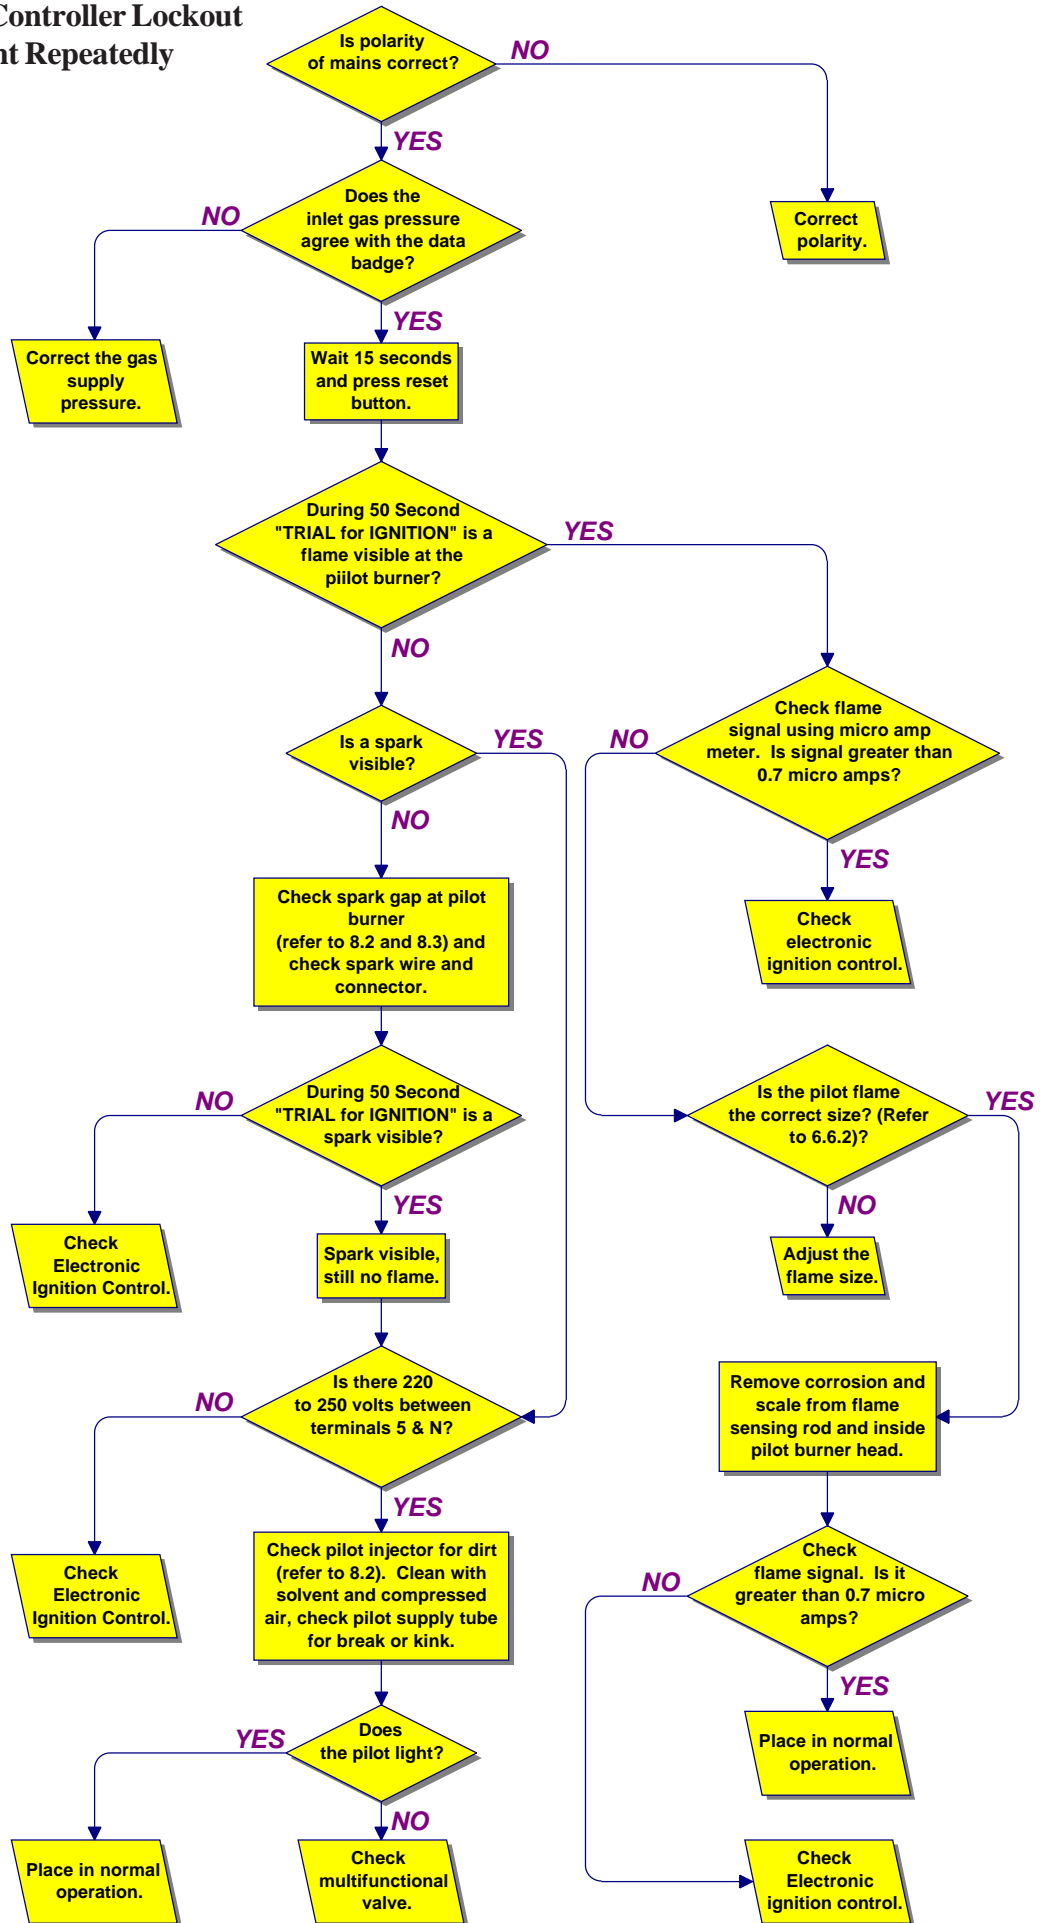 Controller Lockout
nt Repeatedly
Is polarity
of mains correct?
NO
YES
Does the
inlet gas pressure
agree with the data
badge?
NO
Correct
polarity.
YES
Correct the gas
supply
pressure.
Wait 15 seconds
and press reset
button.
During 50 Second
"TRIAL for IGNITION" is a
flame visible at the
piilot burner?
YES
NO
Is a spark
visible?
YES
NO
Check flame
signal using micro amp
meter. Is signal greater than
0.7 micro amps?
NO
YES
Check spark gap at pilot
burner
(refer to 8.2 and 8.3) and
check spark wire and
connector.
Check
electronic
ignition control.
During 50 Second
"TRIAL for IGNITION" is a
spark visible?
NO
Is the pilot flame
the correct size? (Refer
to 6.6.2)?
YES
YES
NO
Check
Electronic
Ignition Control.
Spark visible,
still no flame.
Adjust the
flame size.
Is there 220
to 250 volts between
terminals 5 & N?
NO
Remove corrosion and
scale from flame
sensing rod and inside
pilot burner head.
YES
Check
Electronic
Ignition Control.
Check pilot injector for dirt
(refer to 8.2). Clean with
solvent and compressed
air, check pilot supply tube
for break or kink.
Check
flame signal. Is it
greater than 0.7 micro
amps?
NO
YES
Does
the pilot light?
YES
Place in normal
operation.
NO
Place in normal
operation.
Check
multifunctional
valve.
Check
Electronic
ignition control.